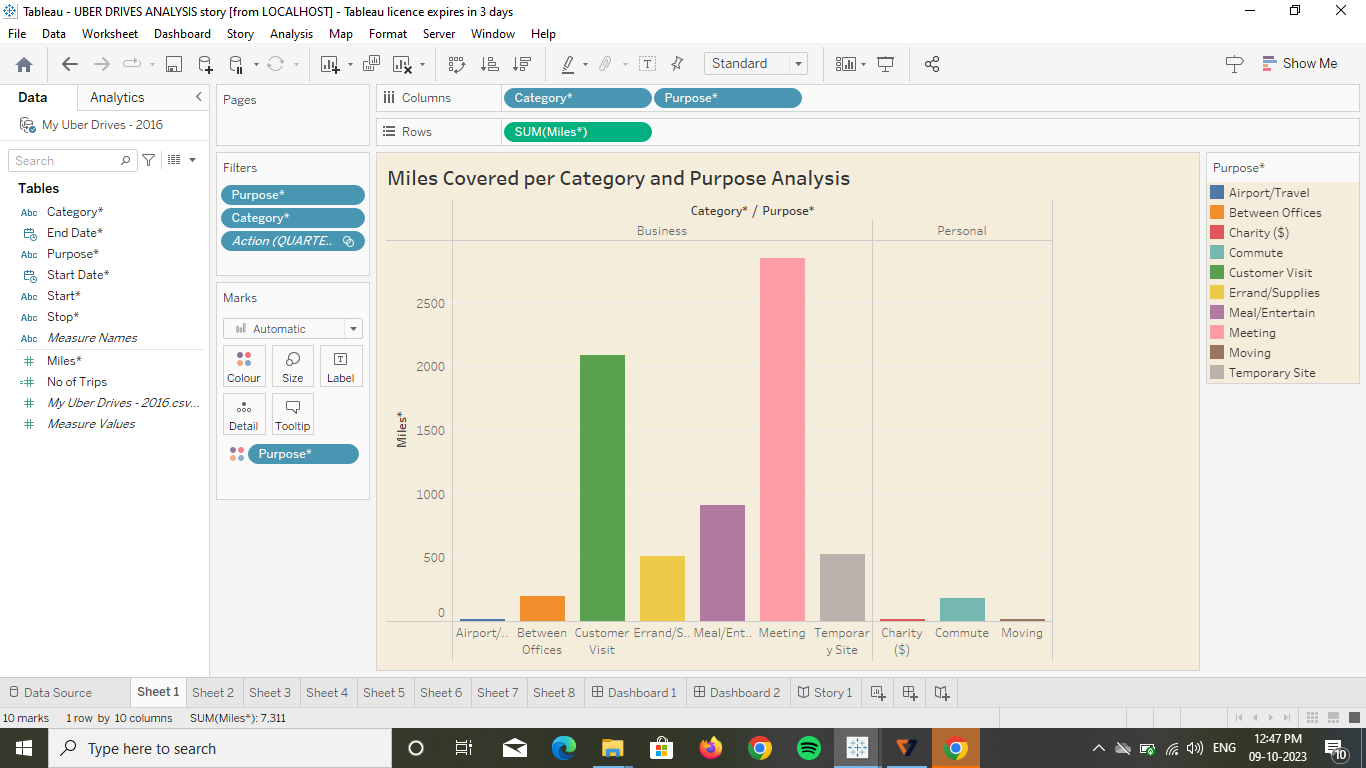 Tableau - UBER DRIVES ANALYSIS story [from LOCALHOST] - Tableau licence expires in 3 days
File Data Worksheet Dashboard Story Analysis Map Format Server Window Help
Standard
Show Me
Data Analytics
My Uber Drives - 2016
Search
Tables
Abc Category*
End Date*
Abc Purpose*
Start Date*
Abc Start*
Abc Stop*
Abc Measure Names
Miles*
No of Trips
My Uber Drives - 2016.csv...
Measure Values
Pages
Filters
Purpose*
Category*
Action (QUARTE..
Marks
Automatic
Colour Size Label
Detail Tooltip
Purpose*
Columns Category* Purpose*
Rows SUM(Miles*)
Miles Covered per Category and Purpose Analysis
Category* / Purpose*
Business Personal
Miles*
2500
2000
1500
1000
500
0
Airport/.. Between Customer Errand/S.. Meal/Ent.. Meeting Temporar Charity Commute Moving
Offices Visit y Site ($)
Purpose*
Airport/Travel
Between Offices
Charity ($)
Commute
Customer Visit
Errand/Supplies
Meal/Entertain
Meeting
Moving
Temporary Site
Data Source Sheet 1 Sheet 2 Sheet 3 Sheet 4 Sheet 5 Sheet 6 Sheet 7 Sheet 8 Dashboard 1 Dashboard 2 Story 1
10 marks 1 row by 10 columns SUM(Miles*): 7,311
Type here to search
ENG
12:47 PM
09-10-2023
10